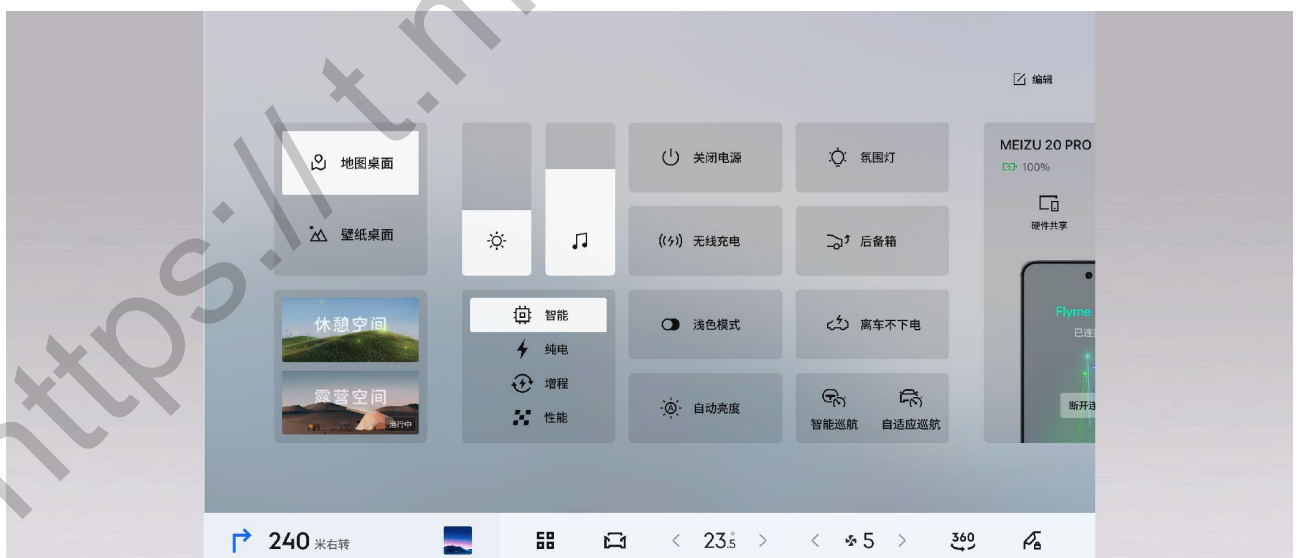 https://t.m
编辑
地图桌面
壁纸桌面
关闭电源
氛围灯
无线充电
后备箱
MEIZU 20 PRO
100%
硬件共享
休憩空间
露营空间
运行中
智能
纯电
增程
性能
浅色模式
离车不下电
自动亮度
智能巡航
自适应巡航
Flyme
已连
断开连
240 米右转
23.5
5
360